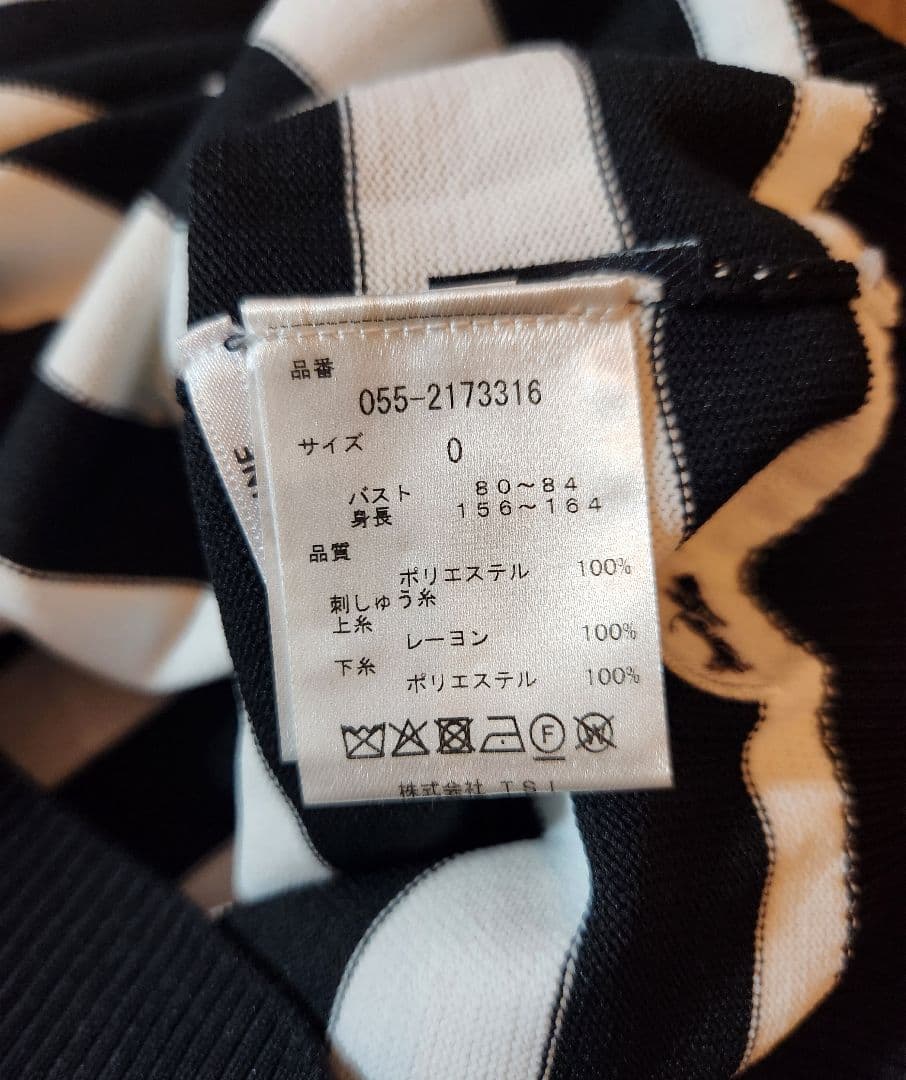 品番
055-2173316
サイズ 0
バスト 80～84
身長 156～164
品質
ポリエステル 100%
刺しゅう糸
上糸
レーヨン 100%
下糸
ポリエステル 100%
F W
株式会社 TSI